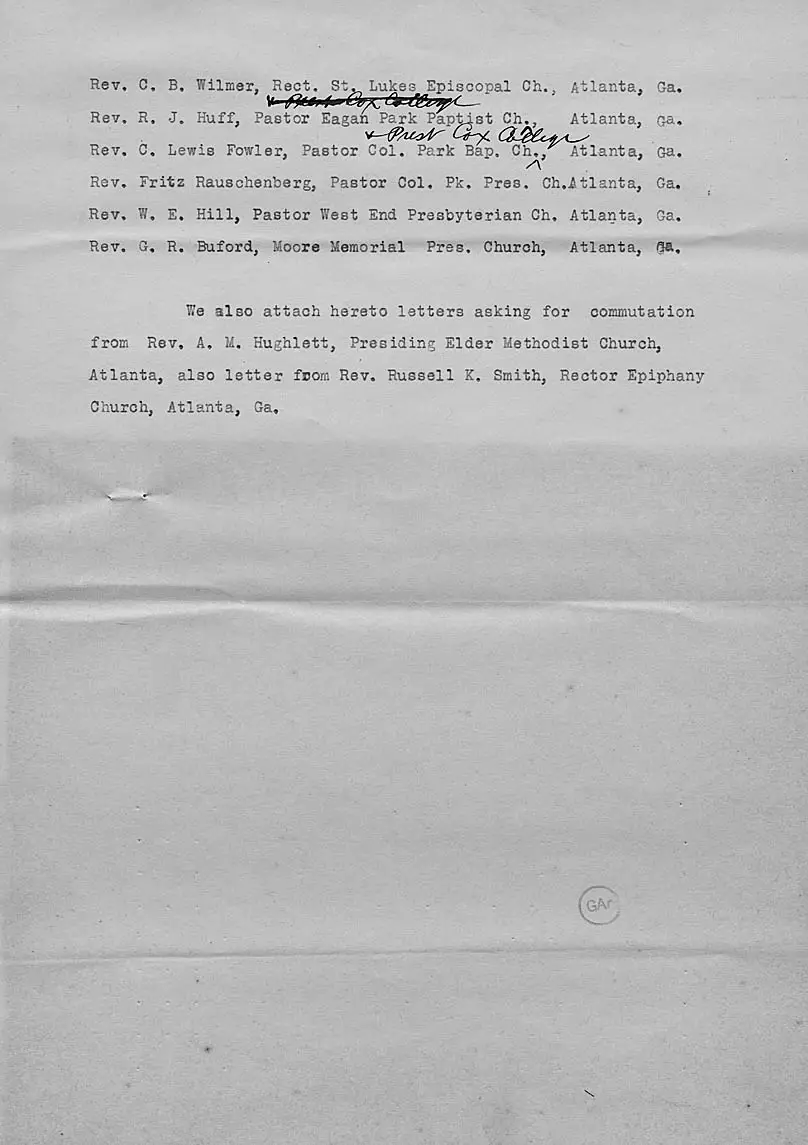 Rev. C. B. Wilmer, Rect. St. Lukes Episcopal Ch., Atlanta, Ga.
& Prest Cox College
Rev. R. J. Huff, Pastor Eagan Park Paptist Ch., Atlanta, Ga.
& Prest Cox College
Rev. C. Lewis Fowler, Pastor Col. Park Bap. Ch., Atlanta, Ga.
Rev. Fritz Rauschenberg, Pastor Col. Pk. Pres. Ch.Atlanta, Ga.
Rev. W. E. Hill, Pastor West End Presbyterian Ch. Atlanta, Ga.
Rev. G. R. Buford, Moore Memorial Pres. Church, Atlanta, Ga.
We also attach hereto letters asking for commutation
from Rev. A. M. Hughlett, Presiding Elder Methodist Church,
Atlanta, also letter from Rev. Russell K. Smith, Rector Epiphany
Church, Atlanta, Ga.
GAr